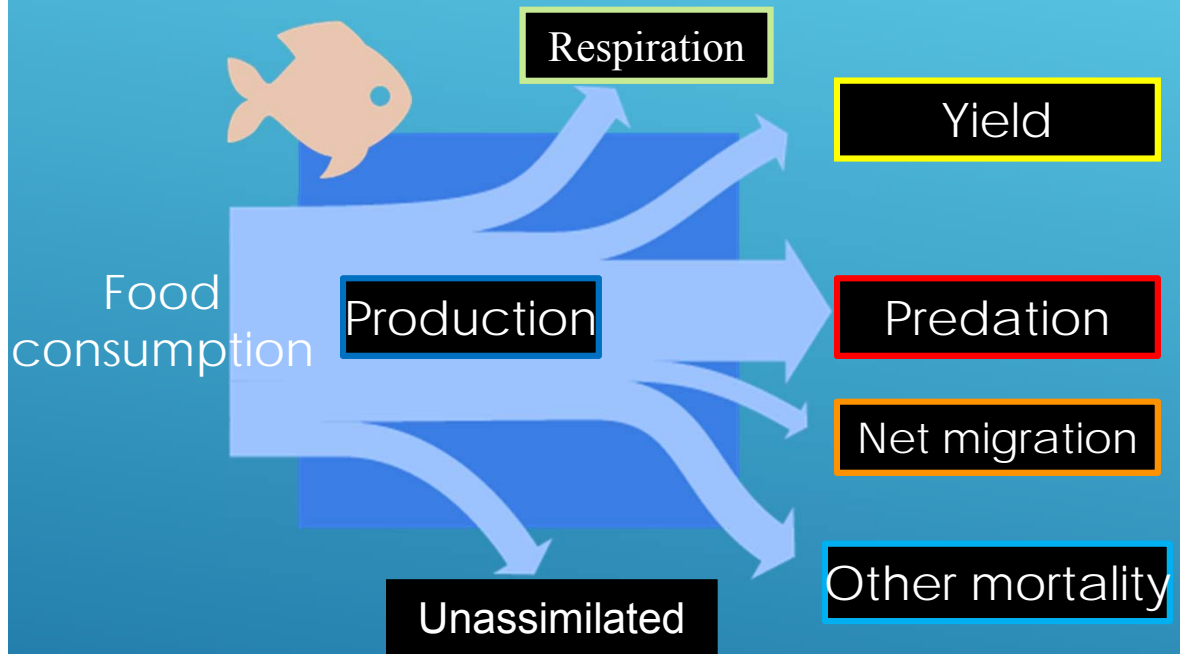 Respiration
Yield
Food
consumption
Production
Predation
Net migration
Other mortality
Unassimilated